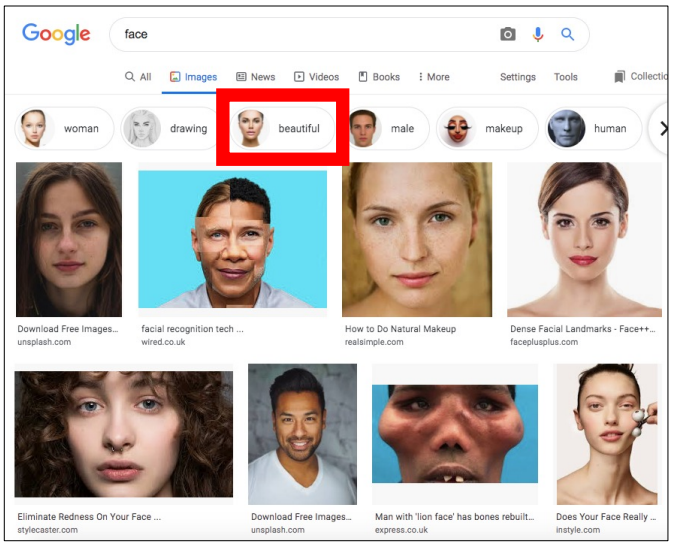 Google face
All Images News Videos Books More Settings Tools Collectio
woman drawing beautiful male makeup human
Download Free Images... facial recognition tech ... How to Do Natural Makeup Dense Facial Landmarks - Face++...
unsplash.com wired.co.uk realsimple.com faceplusplus.com
Eliminate Redness On Your Face ... Download Free Images... Man with 'lion face' has bones rebuilt... Does Your Face Really ...
stylecaster.com unsplash.com express.co.uk instyle.com